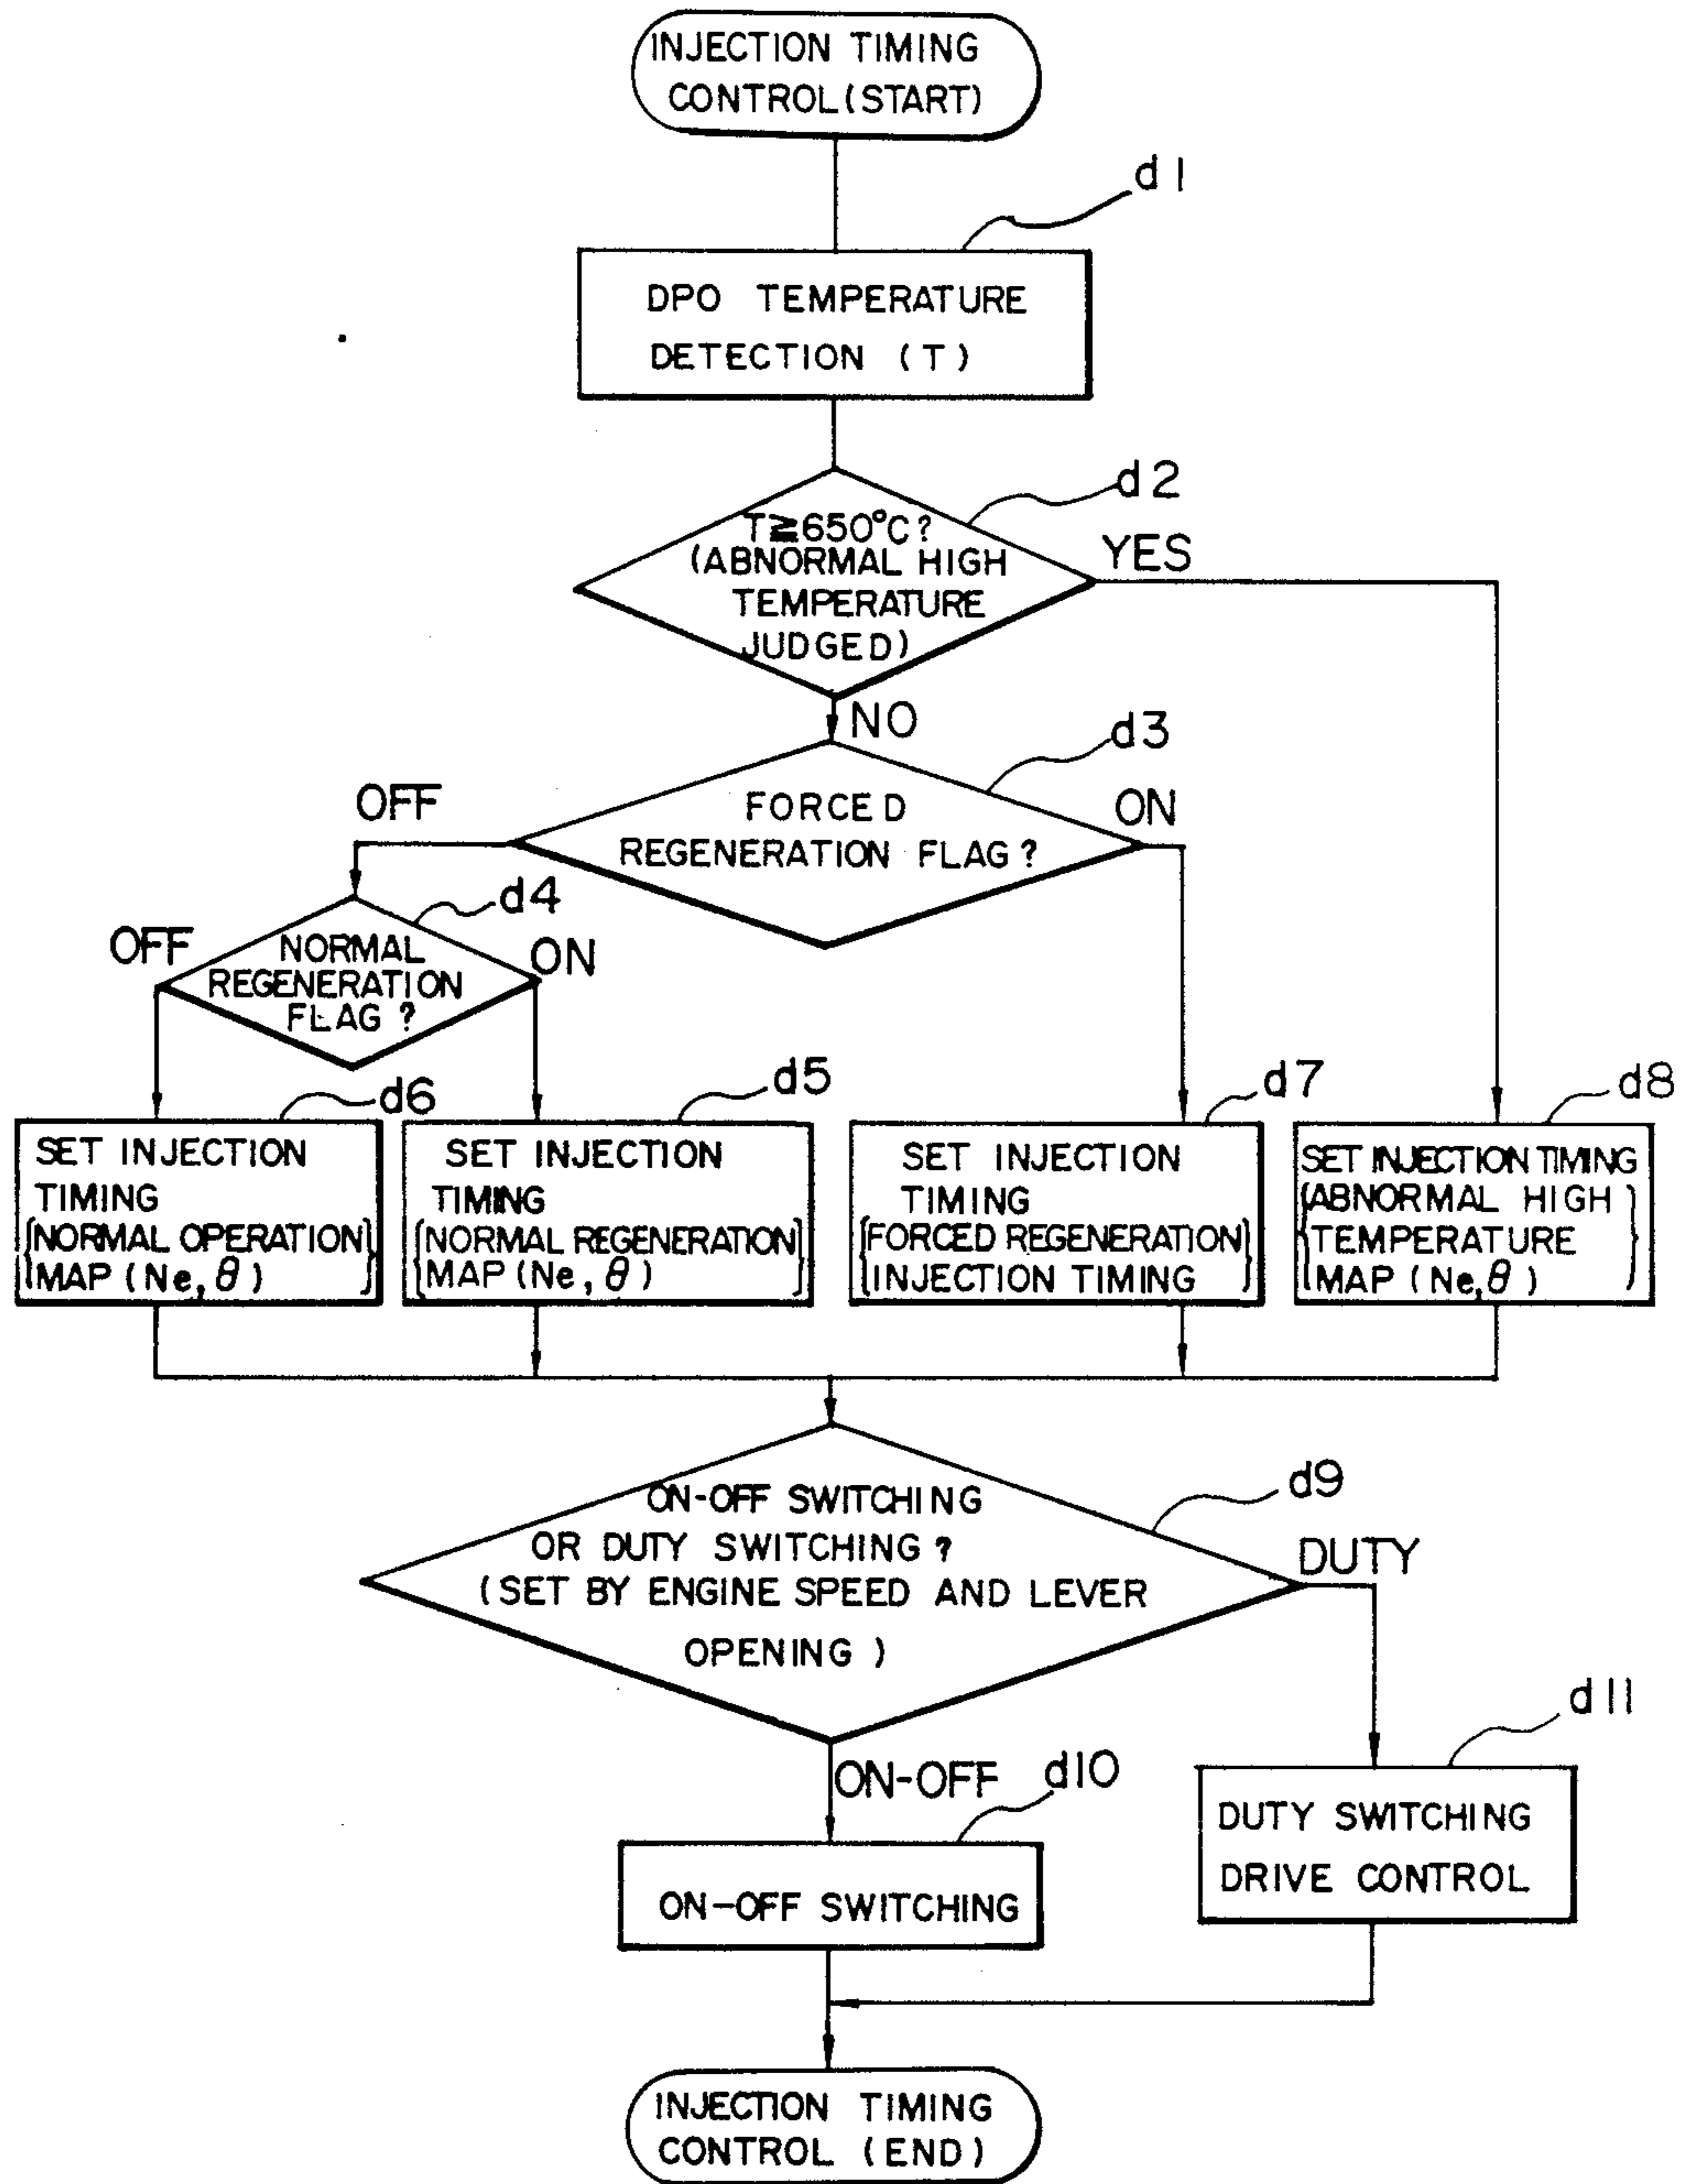 INJECTION TIMING
CONTROL (START)
d1
DPO TEMPERATURE
DETECTION (T)
d2
T≧650°C?
(ABNORMAL HIGH
TEMPERATURE
JUDGED)
YES
NO
d3
FORCED
REGENERATION FLAG?
OFF
ON
d4
NORMAL
REGENERATION
FLAG?
OFF
ON
d6
SET INJECTION
TIMING
{NORMAL OPERATION}
MAP (Ne, θ)
d5
SET INJECTION
TIMING
{NORMAL REGENERATION}
MAP (Ne, θ)
d7
SET INJECTION
TIMING
{FORCED REGENERATION}
INJECTION TIMING
d8
SET INJECTION TIMING
{ABNORMAL HIGH}
TEMPERATURE
MAP (Ne, θ)
d9
ON-OFF SWITCHING
OR DUTY SWITCHING?
(SET BY ENGINE SPEED AND LEVER
OPENING)
DUTY
ON-OFF
d10
ON-OFF SWITCHING
d11
DUTY SWITCHING
DRIVE CONTROL
INJECTION TIMING
CONTROL (END)